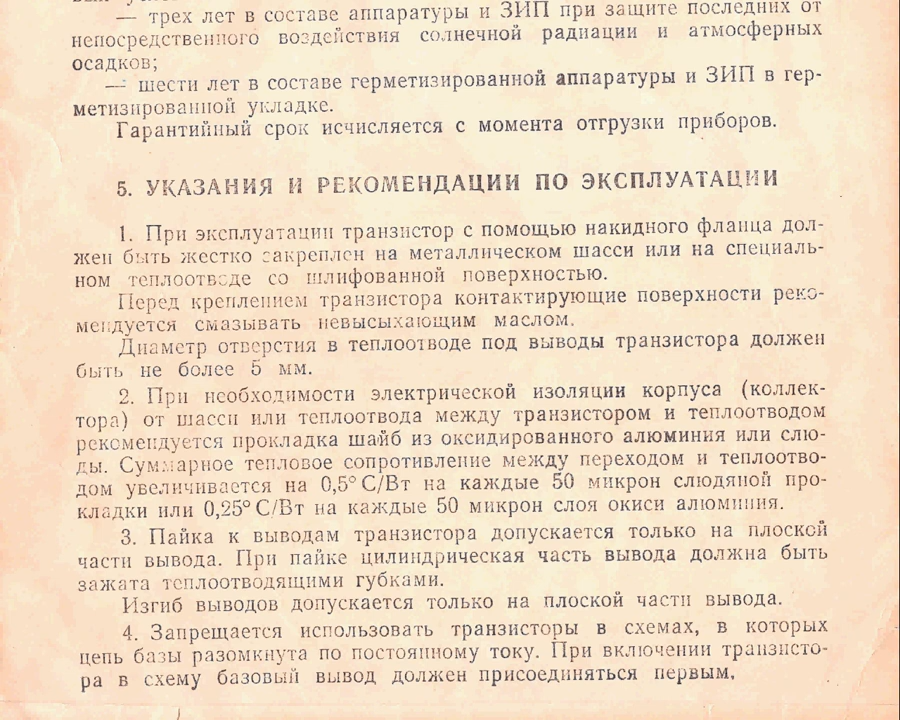 — трех лет в составе аппаратуры и ЗИП при защите последних от
непосредственного воздействия солнечной радиации и атмосферных
осадков;
— шести лет в составе герметизированной аппаратуры и ЗИП в гер-
метизированной укладке.
Гарантийный срок исчисляется с момента отгрузки приборов.
5. УКАЗАНИЯ И РЕКОМЕНДАЦИИ ПО ЭКСПЛУАТАЦИИ
1. При эксплуатации транзистор с помощью накидного фланца дол-
жен быть жестко закреплен на металлическом шасси или на специаль-
ном теплоотводе со шлифованной поверхностью.
Перед креплением транзистора контактирующие поверхности реко-
мендуется смазывать невысыхающим маслом.
Диаметр отверстия в теплоотводе под выводы транзистора должен
быть не более 5 мм.
2. При необходимости электрической изоляции корпуса (коллек-
тора) от шасси или теплоотвода между транзистором и теплоотводом
рекомендуется прокладка шайб из оксидированного алюминия или слю-
ды. Суммарное тепловое сопротивление между переходом и теплоотво-
дом увеличивается на 0,5° С/Вт на каждые 50 микрон слюдяной про-
кладки или 0,25° С/Вт на каждые 50 микрон слоя окиси алюминия.
3. Пайка к выводам транзистора допускается только на плоской
части вывода. При пайке цилиндрическая часть вывода должна быть
зажата теплоотводящими губками.
Изгиб выводов допускается только на плоской части вывода.
4. Запрещается использовать транзисторы в схемах, в которых
цепь базы разомкнута по постоянному току. При включении транзисто-
ра в схему базовый вывод должен присоединяться первым,